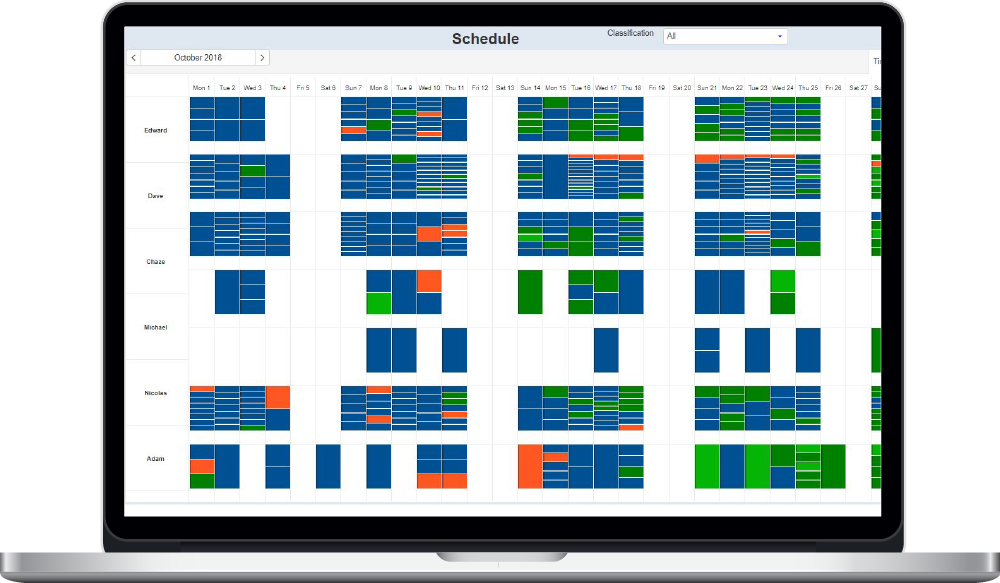 Schedule
Classification
All
October 2018
Mon 1 Tue 2 Wed 3 Thu 4 Fri 5 Sat 6 Sun 7 Mon 8 Tue 9 Wed 10 Thu 11 Fri 12 Sat 13 Sun 14 Mon 15 Tue 16 Wed 17 Thu 18 Fri 19 Sat 20 Sun 21 Mon 22 Tue 23 Wed 24 Thu 25 Fri 26 Sat 27
Edward
Dave
Chaze
Michael
Nicolas
Adam